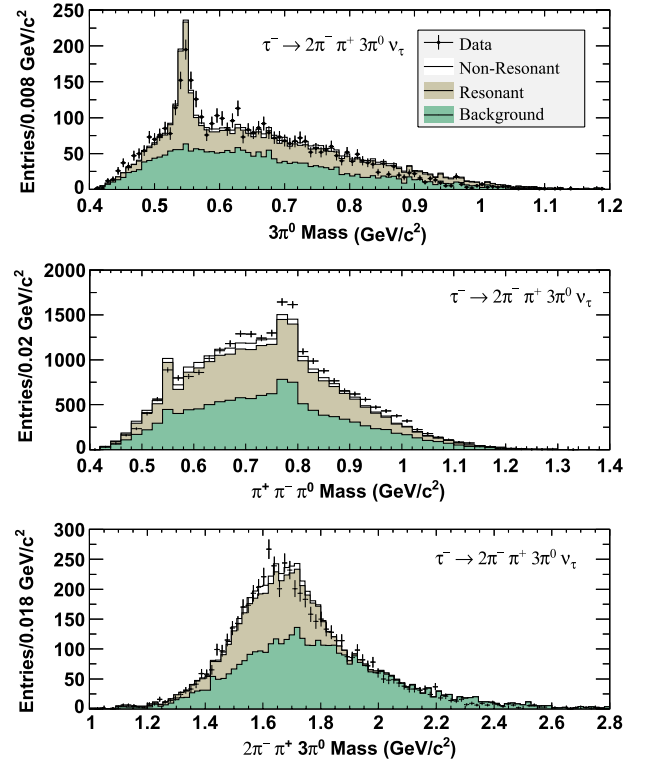 250
200
150
100
50
0
Entries/0.008 GeV/c²
τ⁻ → 2π⁻ π⁺ 3π⁰ ν_τ
Data
Non-Resonant
Resonant
Background
0.4 0.5 0.6 0.7 0.8 0.9 1 1.1 1.2
3π⁰ Mass (GeV/c²)
2000
1500
1000
500
0
Entries/0.02 GeV/c²
τ⁻ → 2π⁻ π⁺ 3π⁰ ν_τ
0.4 0.5 0.6 0.7 0.8 0.9 1 1.1 1.2 1.3 1.4
π⁺ π⁻ π⁰ Mass (GeV/c²)
300
250
200
150
100
50
0
Entries/0.018 GeV/c²
τ⁻ → 2π⁻ π⁺ 3π⁰ ν_τ
1 1.2 1.4 1.6 1.8 2 2.2 2.4 2.6 2.8
2π⁻ π⁺ 3π⁰ Mass (GeV/c²)